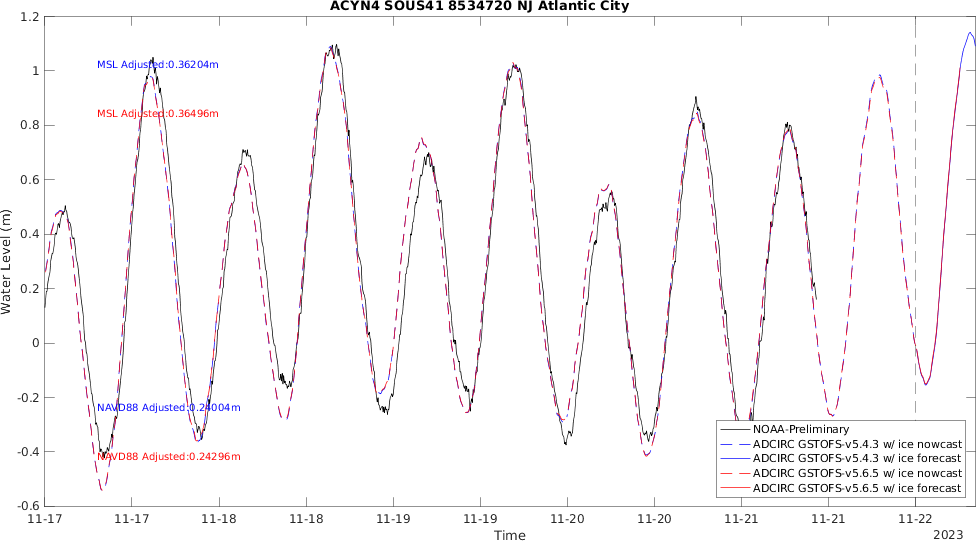 ACYN4 SOUS41 8534720 NJ Atlantic City
1.2
1
0.8
0.6
0.4
0.2
0
-0.2
-0.4
-0.6
Water Level (m)
MSL Adjusted:0.36204m
MSL Adjusted:0.36496m
NAVD88 Adjusted:0.24004m
NAVD88 Adjusted:0.24296m
NOAA-Preliminary
ADCIRC GSTOFS-v5.4.3 w/ ice nowcast
ADCIRC GSTOFS-v5.4.3 w/ ice forecast
ADCIRC GSTOFS-v5.6.5 w/ ice nowcast
ADCIRC GSTOFS-v5.6.5 w/ ice forecast
11-17 11-17 11-18 11-18 11-19 11-19 11-20 11-20 11-21 11-21 11-22
Time
2023